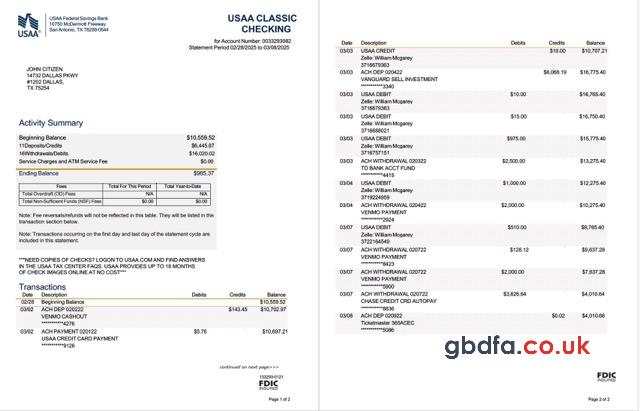 USAA Federal Savings Bank
10750 McDermott Freeway
San Antonio, TX 78288-0544
USAA®
USAA CLASSIC
CHECKING
for Account Number: 0033293082
Statement Period 02/28/2025 to 03/08/2025
JOHN CITIZEN
14732 DALLAS PKWY
#1202 DALLAS,
TX 75254
Activity Summary
Beginning Balance $10,559.52
11Deposits/Credits $6,445.87
16Withdrawals/Debits $16,020.02
Service Charges and ATM Service Fee $0.00
Ending Balance $985.37
Fees Total For This Period Total Year-to-Date
Total Overdraft (OD) Fees N/A N/A
Total Non-Sufficient Funds (NSF) Fees $0.00 $0.00
Note: Fee reversals/refunds will not be reflected in this table. They will be listed in the
transaction section below.
Note: Transactions occurring on the first and last day of the statement cycle are
included in this statement.
***NEED COPIES OF CHECKS? LOGON TO USAA.COM AND FIND ANSWERS
IN THE USAA TAX CENTER FAQS. USAA PROVIDES UP TO 18 MONTHS
OF CHECK IMAGES ONLINE AT NO COST***
Transactions
Date Description Debits Credits Balance
02/28 Beginning Balance $10,559.52
03/02 ACH DEP 020222 $143.45 $10,702.97
VENMO CASHOUT
***********4276
03/02 ACH PAYMENT 020122 $5.76 $10,697.21
USAA CREDIT CARD PAYMENT
***********9126
continued on next page>>>
133293-0121
FDIC
INSURED
Page 1 of 2
Date Description Debits Credits Balance
03/03 USAA CREDIT $10.00 $10,707.21
Zelle: William Mcgarey
3716679363
03/03 ACH DEP 020422 $6,068.19 $16,775.40
VANGUARD SELL INVESTMENT
***********3340
03/03 USAA DEBIT $10.00 $16,765.40
Zelle: William Mcgarey
3716679363
03/03 USAA DEBIT $15.00 $16,750.40
Zelle: William Mcgarey
3716688021
03/03 USAA DEBIT $975.00 $15,775.40
Zelle: William Mcgarey
3716757151
03/03 ACH WITHDRAWAL 020322 $2,500.00 $13,275.40
TD BANK ACCT FUND
***********4415
03/04 USAA DEBIT $1,000.00 $12,275.40
Zelle: William Mcgarey
3719224959
03/04 ACH WITHDRAWAL 020422 $2,000.00 $10,275.40
VENMO PAYMENT
***********2924
03/07 USAA DEBIT $510.00 $9,765.40
Zelle: William Mcgarey
3722164549
03/07 ACH WITHDRAWAL 020722 $128.12 $9,637.28
VENMO PAYMENT
***********8423
03/07 ACH WITHDRAWAL 020722 $2,000.00 $7,637.28
VENMO PAYMENT
***********5900
03/07 ACH WITHDRAWAL 020722 $3,626.64 $4,010.64
CHASE CREDIT CRD AUTOPAY
***********8636
03/08 ACH DEP 020922 $0.02 $4,010.66
Ticketmaster 365ACEC
***********5086
gbdfa.co.uk
FDIC
INSURED
Page 2 of 2